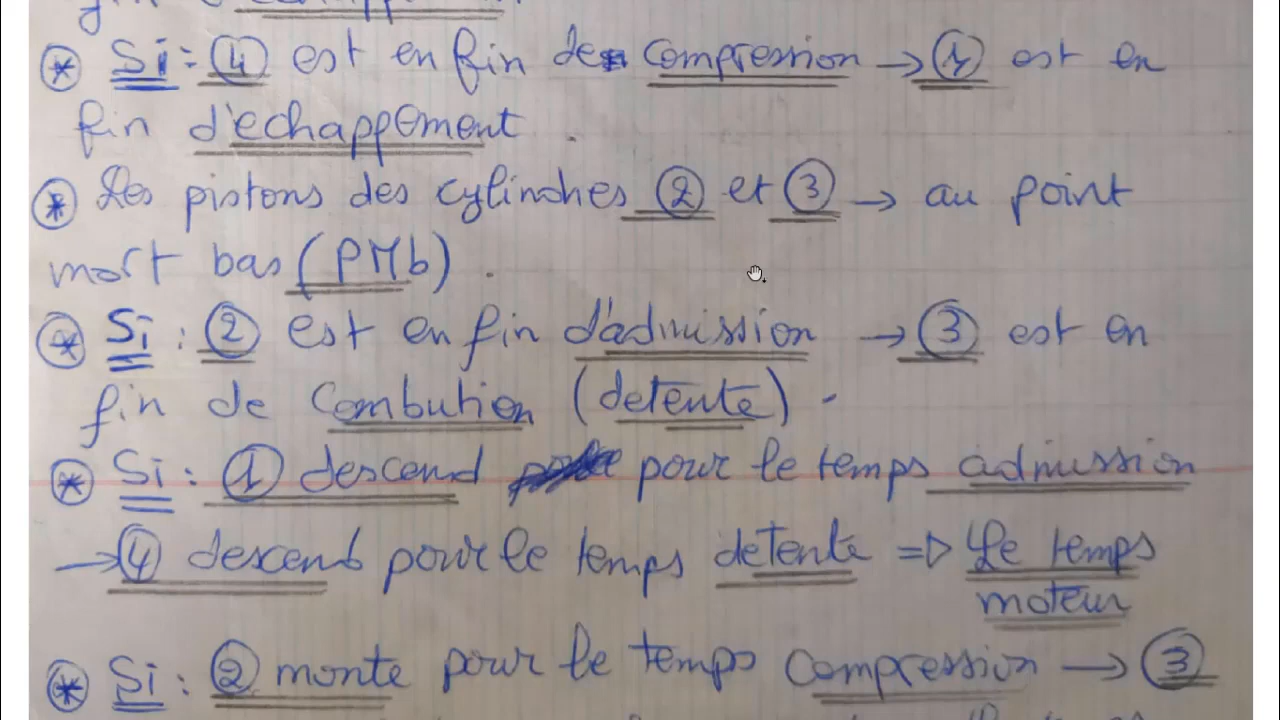 fin d'echappement
* Si : ④ est en fin de compression → ① est en
fin d'echappement .
* Les pistons des cylindres ② et ③ → au point
mort bas (PMb) .
* Si : ② est en fin d'admission → ③ est en
fin de Combution (detente) .
* Si : ① descend pour le temps admission
→ ④ descend pour le temps detente => Le temps
moteur
* Si : ② monte pour le temps compression → ③